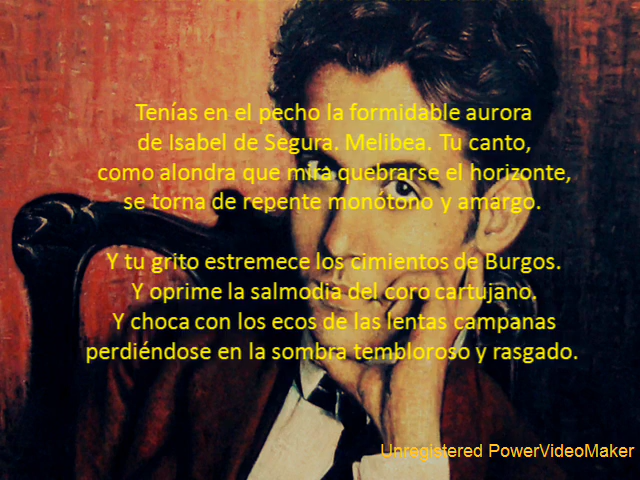 Tenías en el pecho la formidable aurora
de Isabel de Segura. Melibea. Tu canto,
como alondra que mira quebrarse el horizonte,
se torna de repente monótono y amargo.
Y tu grito estremece los cimientos de Burgos.
Y oprime la salmodia del coro cartujano.
Y choca con los ecos de las lentas campanas
perdiéndose en la sombra tembloroso y rasgado.
Unregistered PowerVideoMaker